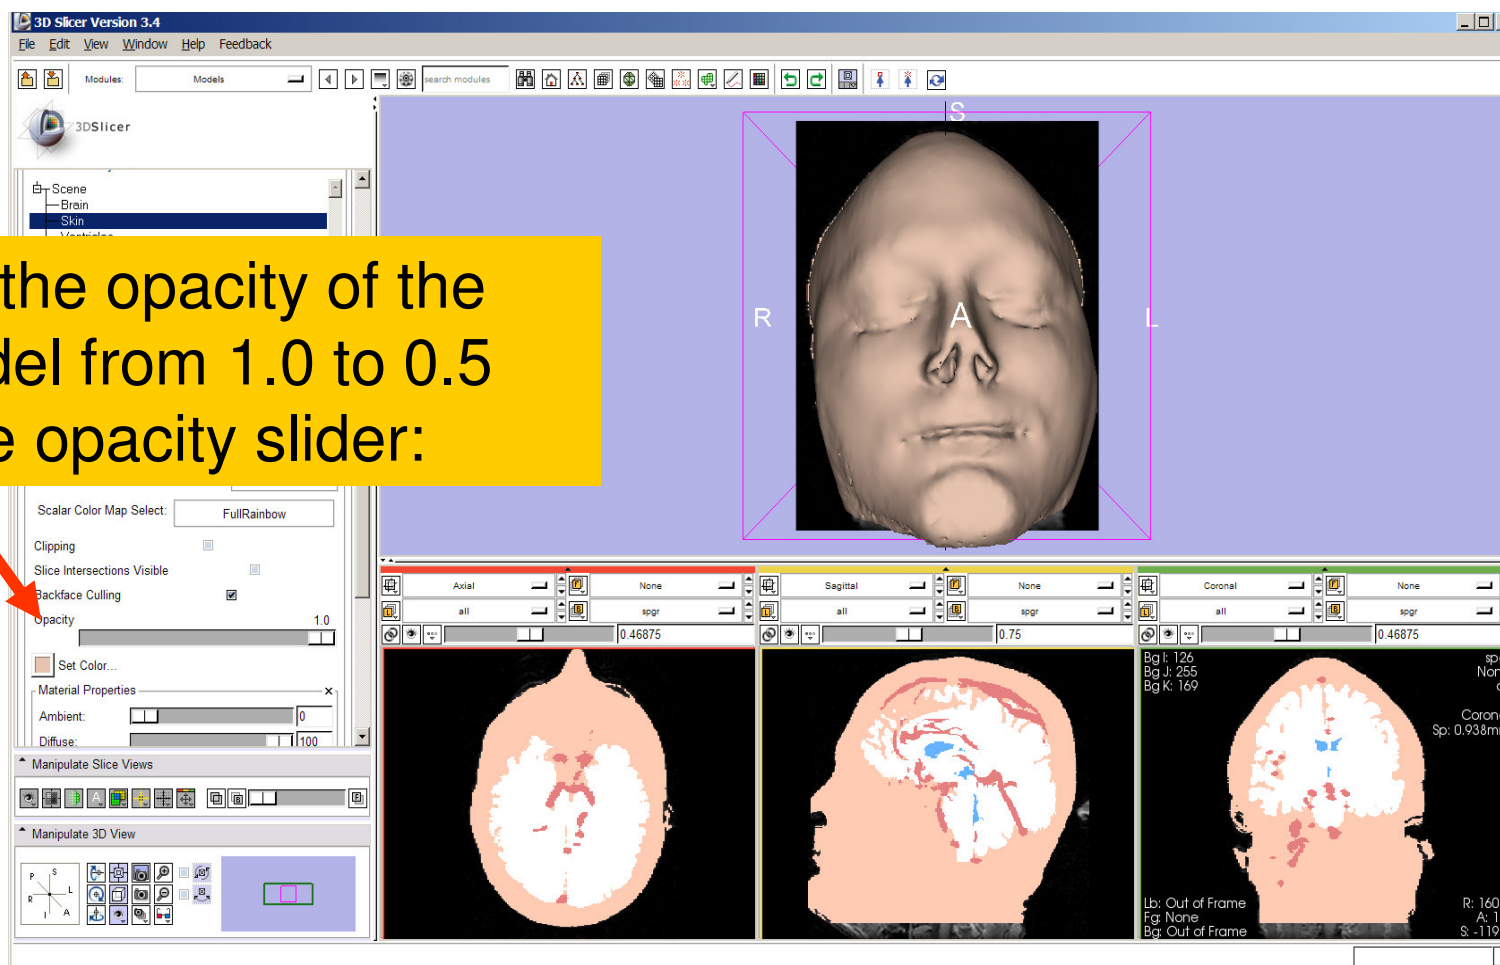 3D Slicer Version 3.4
File Edit View Window Help Feedback
Modules: Models search modules
3DSlicer
Scene
Brain
Skin
the opacity of the
del from 1.0 to 0.5
e opacity slider:
Scalar Color Map Select: FullRainbow
Clipping
Slice Intersections Visible
Backface Culling
Opacity 1.0
Set Color...
Material Properties x
Ambient: 0
Diffuse: 100
Manipulate Slice Views
Manipulate 3D View
P S L R I A
S
R A L
Axial None
all spgr
0.46875
Sagittal None
all spgr
0.75
Coronal None
all spgr
0.46875
Bg I: 126
Bg J: 255
Bg K: 169
Sp: 0.938m
Lb: Out of Frame
Fg: None
Bg: Out of Frame
R: 160
A: 1
S: -119